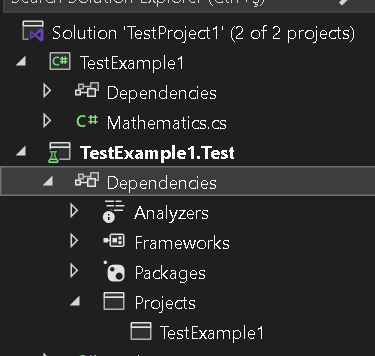 Solution 'TestProject1' (2 of 2 projects)
C# TestExample1
Dependencies
C# Mathematics.cs
TestExample1.Test
Dependencies
Analyzers
Frameworks
Packages
Projects
TestExample1